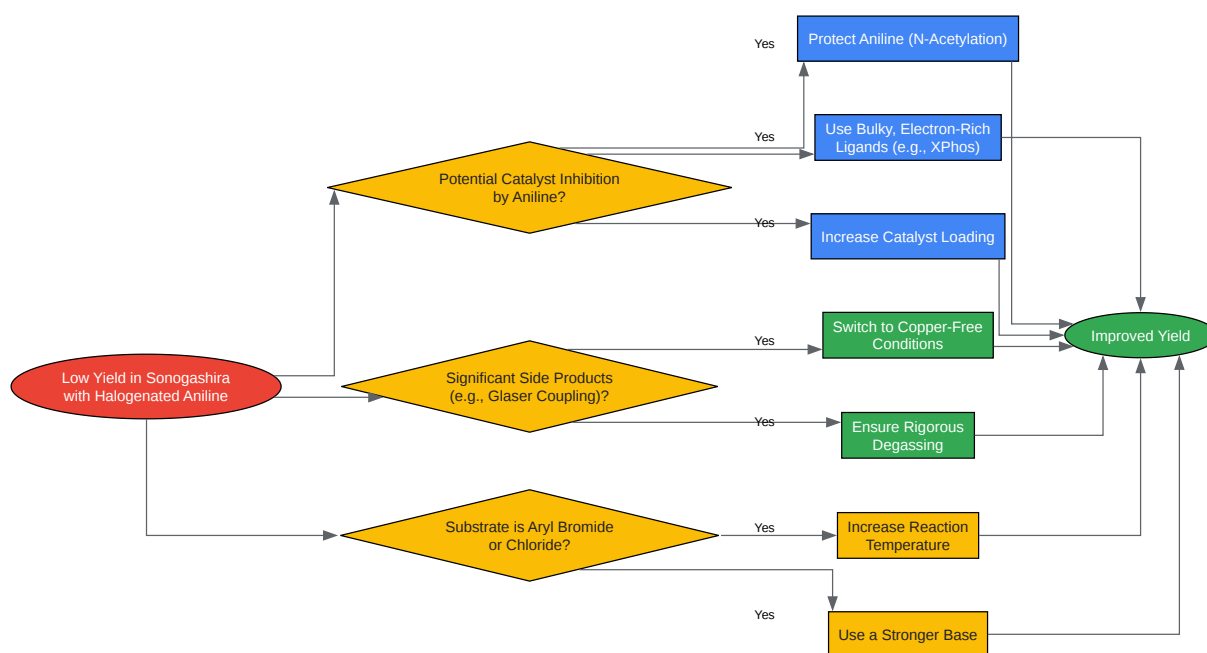 Low Yield in Sonogashira
with Halogenated Aniline
Potential Catalyst Inhibition
by Aniline?
Yes
Protect Aniline (N-Acetylation)
Yes
Use Bulky, Electron-Rich
Ligands (e.g., XPhos)
Yes
Increase Catalyst Loading
Significant Side Products
(e.g., Glaser Coupling)?
Yes
Switch to Copper-Free
Conditions
Yes
Ensure Rigorous
Degassing
Substrate is Aryl Bromide
or Chloride?
Yes
Increase Reaction
Temperature
Yes
Use a Stronger Base
Improved Yield